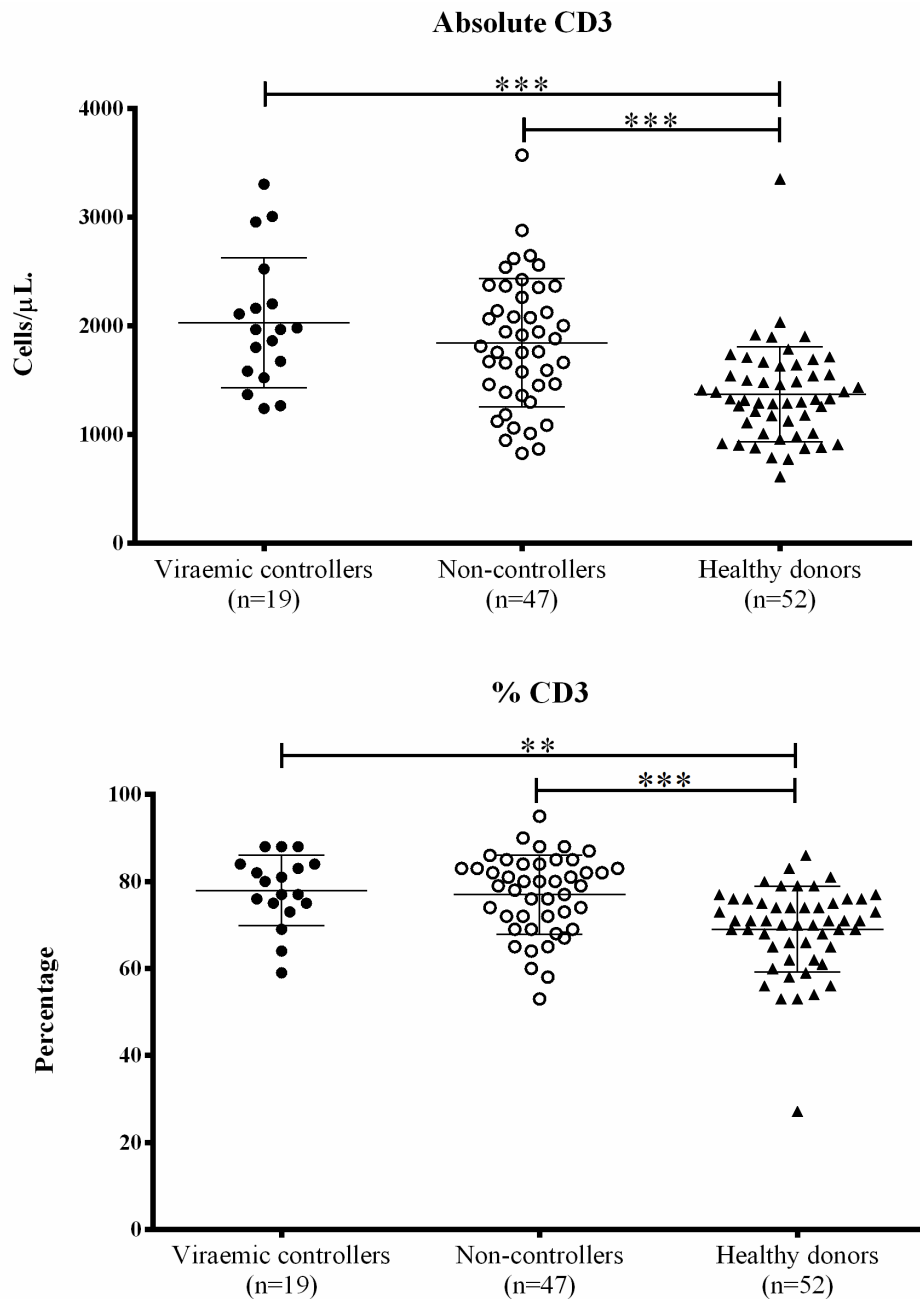 Absolute CD3
***
***
4000
3000
2000
1000
0
Cells/µL.
Viraemic controllers
(n=19)
Non-controllers
(n=47)
Healthy donors
(n=52)
% CD3
**
***
100
80
60
40
20
0
Percentage
Viraemic controllers
(n=19)
Non-controllers
(n=47)
Healthy donors
(n=52)